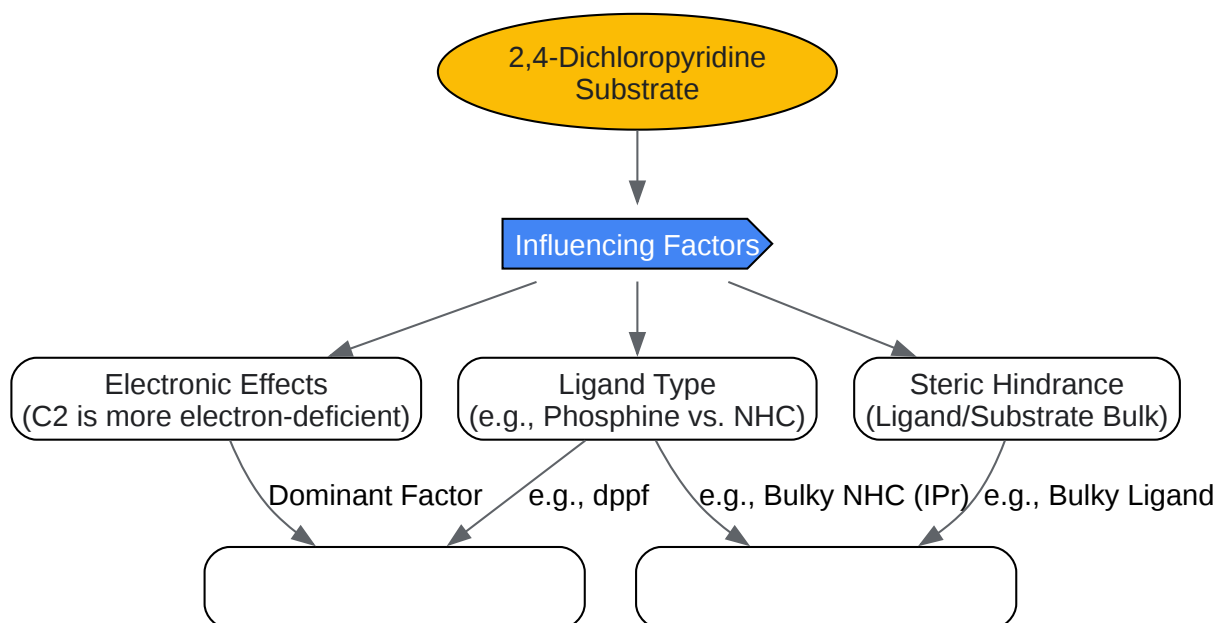 2,4-Dichloropyridine
Substrate
Influencing Factors
Electronic Effects
(C2 is more electron-deficient)
Ligand Type
(e.g., Phosphine vs. NHC)
Steric Hindrance
(Ligand/Substrate Bulk)
Dominant Factor
e.g., dppf
e.g., Bulky NHC (IPr)
e.g., Bulky Ligand